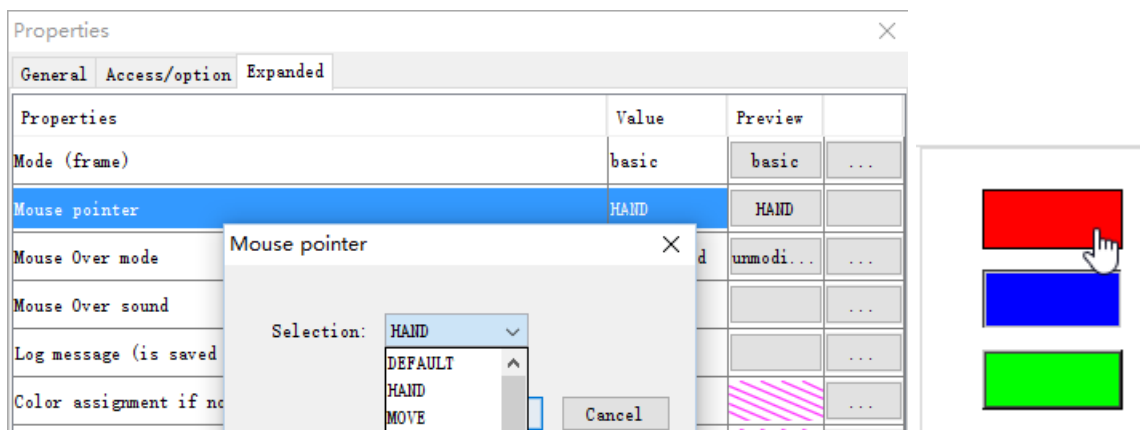 Properties
General Access/option Expanded
Properties Value Preview
Mode (frame) basic basic ...
Mouse pointer HAND HAND
Mouse pointer
Mouse Over mode d unmodi... ...
Mouse Over sound ...
Selection: HAND
Log message (is saved ...
DEFAULT
HAND
Color assignment if no ...
MOVE Cancel